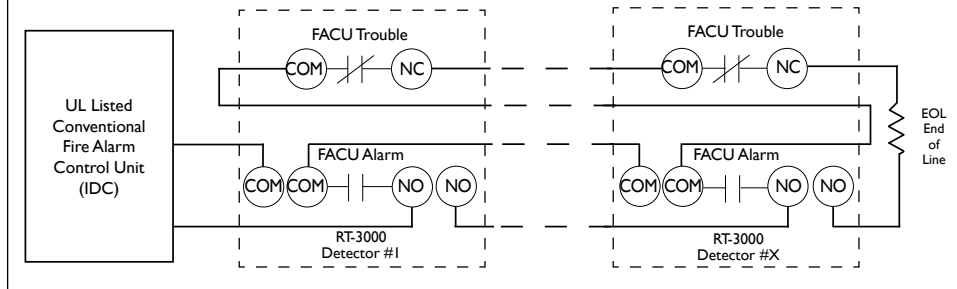 UL Listed
Conventional
Fire Alarm
Control Unit
(IDC)
FACU Trouble
COM
NC
FACU Alarm
COM
COM
NO
NO
RT-3000
Detector #1
FACU Trouble
COM
NC
FACU Alarm
COM
COM
NO
NO
RT-3000
Detector #X
EOL
End
of
Line